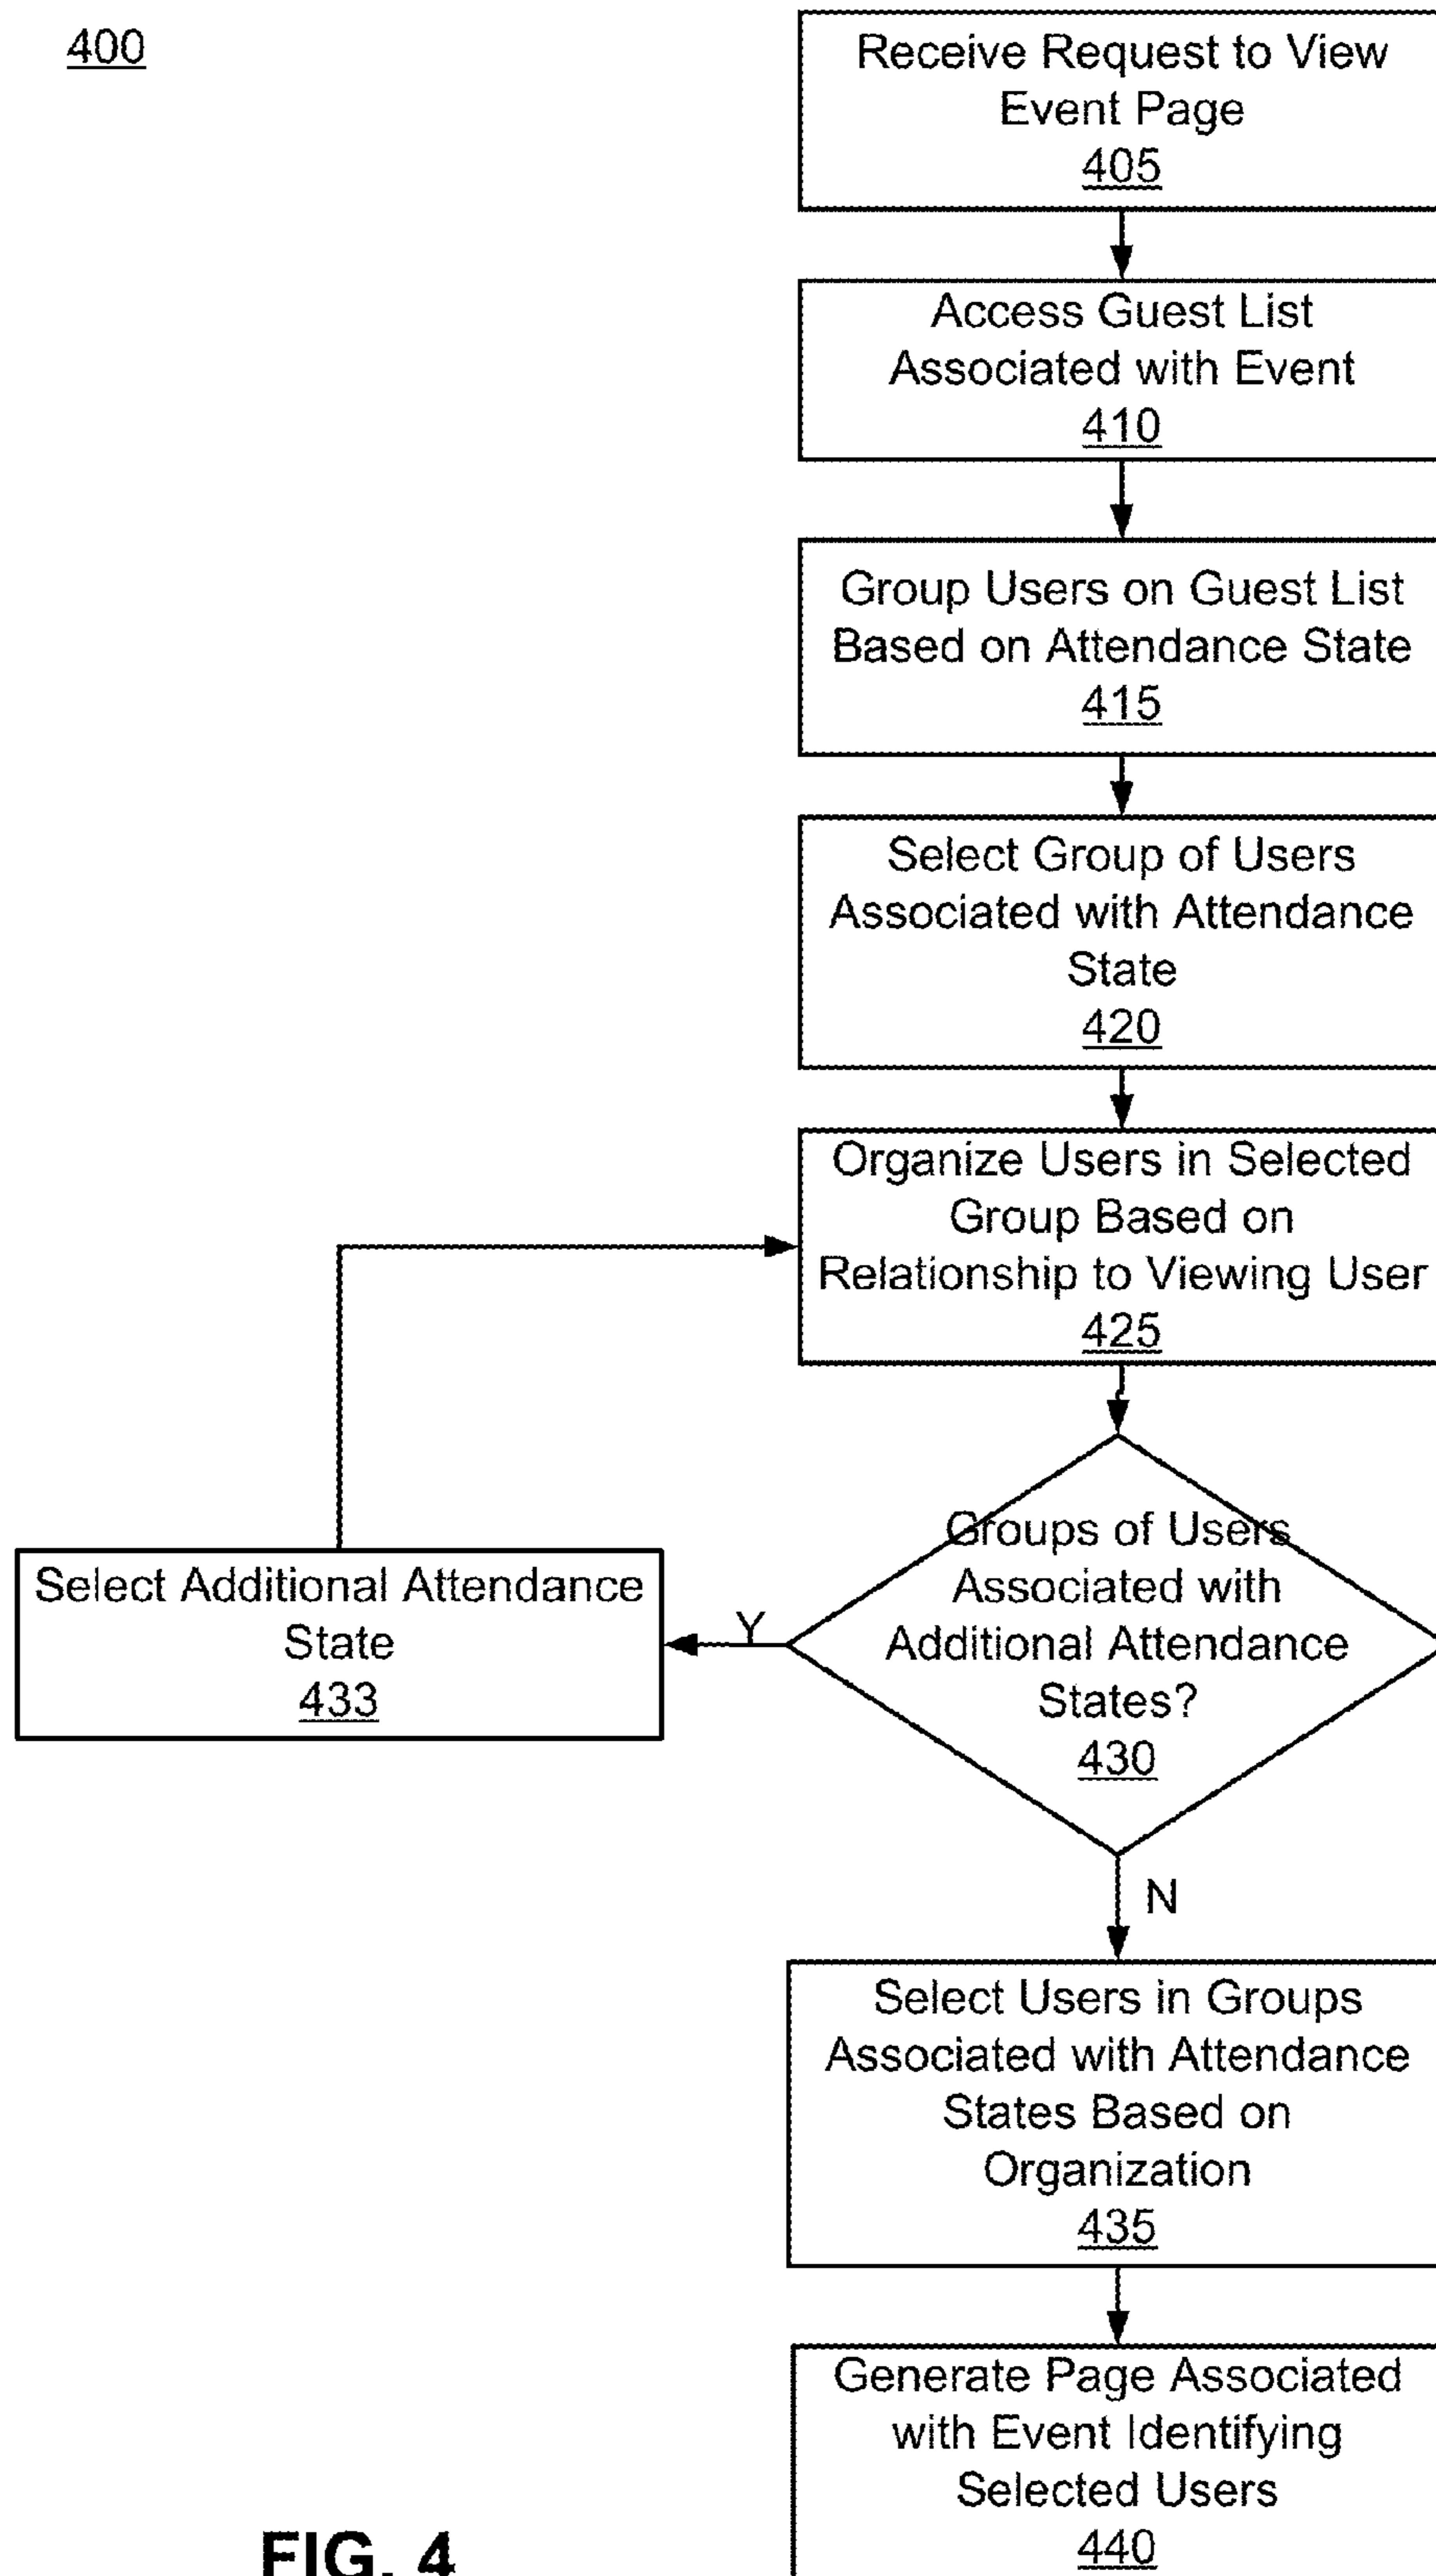 400
Receive Request to View
Event Page
405
Access Guest List
Associated with Event
410
Group Users on Guest List
Based on Attendance State
415
Select Group of Users
Associated with Attendance
State
420
Organize Users in Selected
Group Based on
Relationship to Viewing User
425
Groups of Users
Associated with
Additional Attendance
States?
430
Y
Select Additional Attendance
State
433
N
Select Users in Groups
Associated with Attendance
States Based on
Organization
435
Generate Page Associated
with Event Identifying
Selected Users
440
FIG. 4